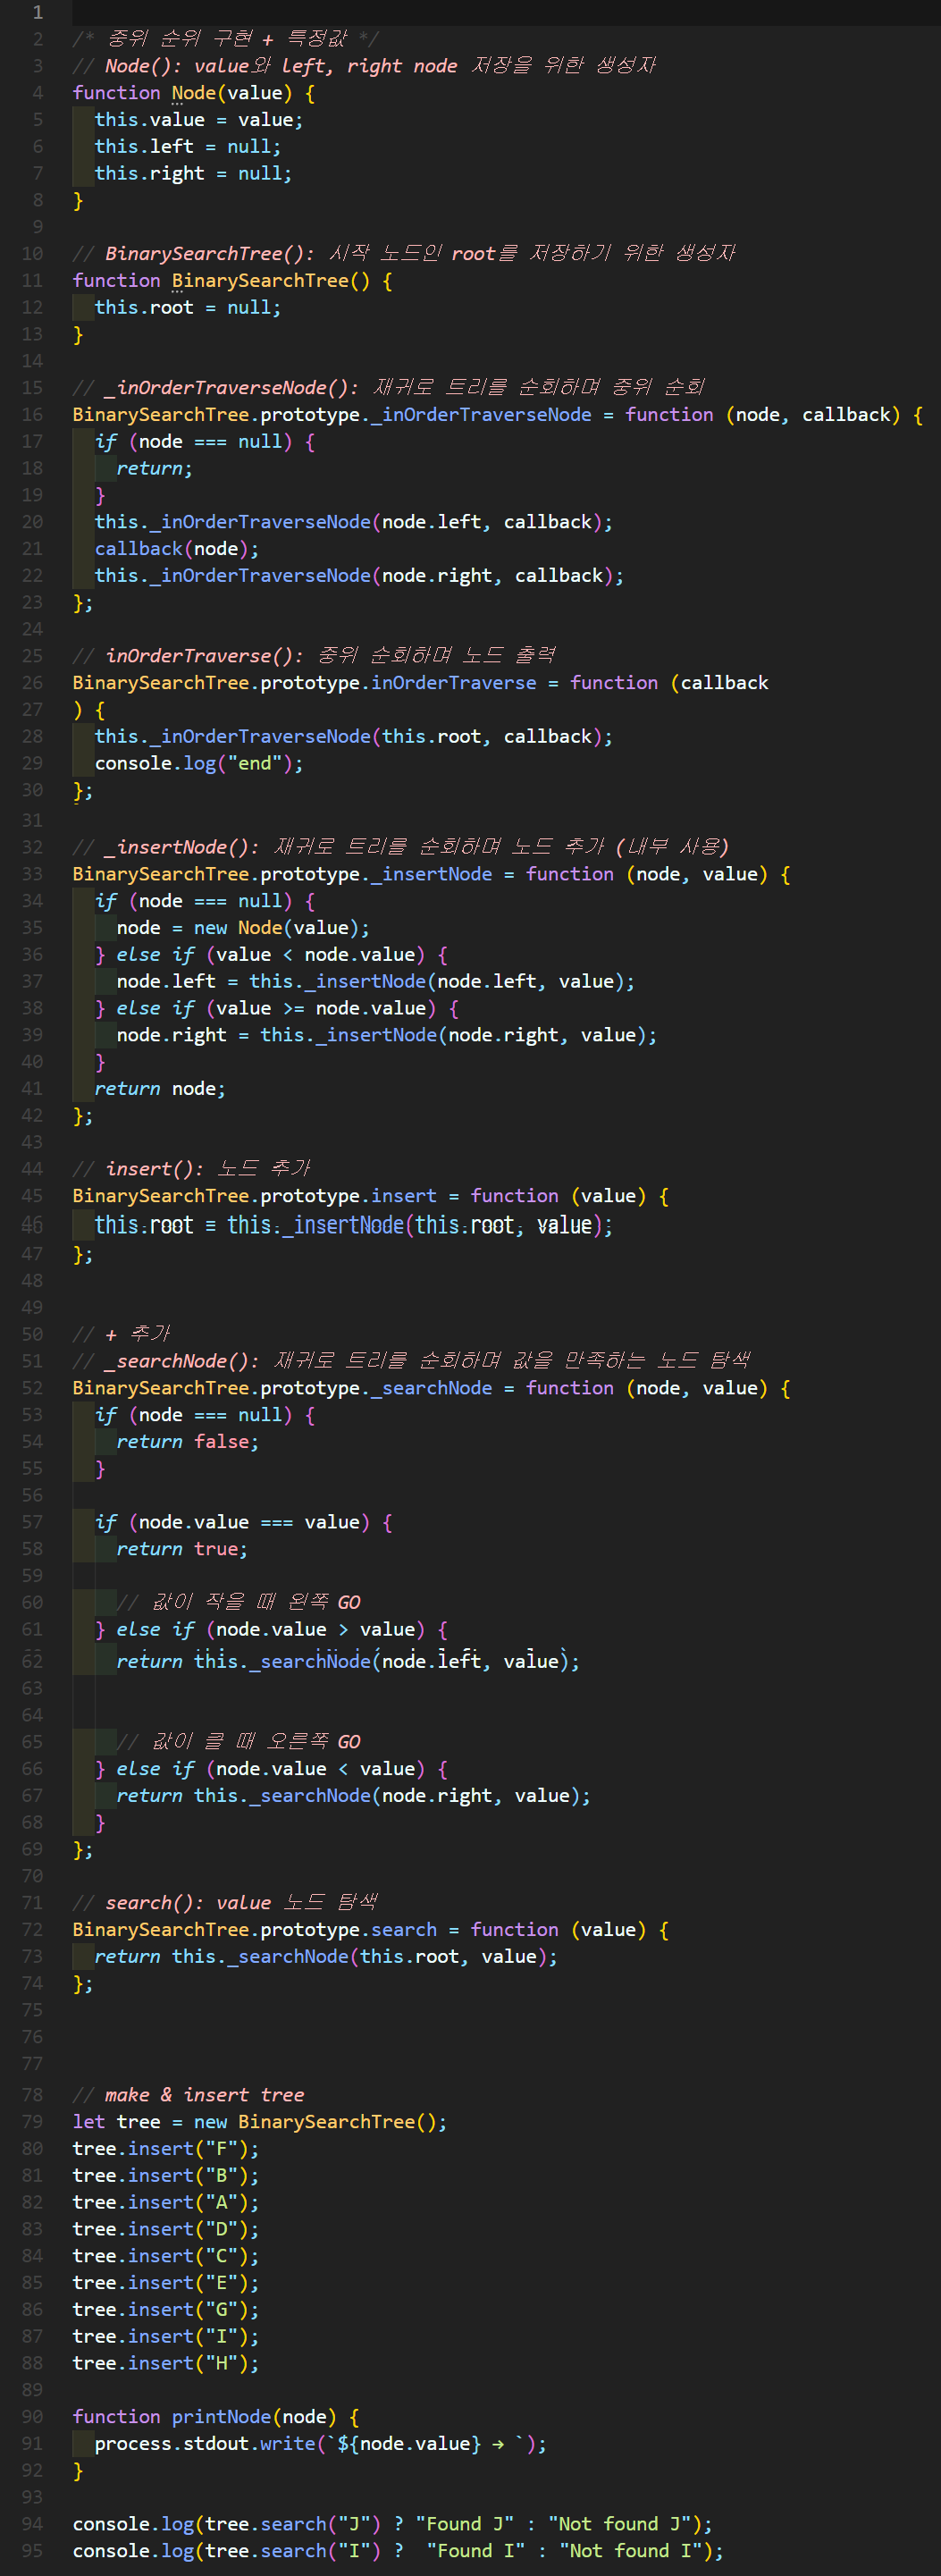 1
2 /* 중위 순위 구현 + 특정값 */
3 // Node(): value와 left, right node 저장을 위한 생성자
4 function Node(value) {
5   this.value = value;
6   this.left = null;
7   this.right = null;
8 }
9
10 // BinarySearchTree(): 시작 노드인 root를 저장하기 위한 생성자
11 function BinarySearchTree() {
12   this.root = null;
13 }
14
15 // _inOrderTraverseNode(): 재귀로 트리를 순회하며 중위 순회
16 BinarySearchTree.prototype._inOrderTraverseNode = function (node, callback) {
17   if (node === null) {
18     return;
19   }
20   this._inOrderTraverseNode(node.left, callback);
21   callback(node);
22   this._inOrderTraverseNode(node.right, callback);
23 };
24
25 // inOrderTraverse(): 중위 순회하며 노드 출력
26 BinarySearchTree.prototype.inOrderTraverse = function (callback
27 ) {
28   this._inOrderTraverseNode(this.root, callback);
29   console.log("end");
30 };
31
32 // _insertNode(): 재귀로 트리를 순회하며 노드 추가 (내부 사용)
33 BinarySearchTree.prototype._insertNode = function (node, value) {
34   if (node === null) {
35     node = new Node(value);
36   } else if (value < node.value) {
37     node.left = this._insertNode(node.left, value);
38   } else if (value >= node.value) {
39     node.right = this._insertNode(node.right, value);
40   }
41   return node;
42 };
43
44 // insert(): 노드 추가
45 BinarySearchTree.prototype.insert = function (value) {
46   this.root = this._insertNode(this.root, value);
47 };
48
49
50 // + 추가
51 // _searchNode(): 재귀로 트리를 순회하며 값을 만족하는 노드 탐색
52 BinarySearchTree.prototype._searchNode = function (node, value) {
53   if (node === null) {
54     return false;
55   }
56
57   if (node.value === value) {
58     return true;
59
60     // 값이 작을 때 왼쪽 GO
61   } else if (node.value > value) {
62     return this._searchNode(node.left, value);
63
64
65     // 값이 클 때 오른쪽 GO
66   } else if (node.value < value) {
67     return this._searchNode(node.right, value);
68   }
69 };
70
71 // search(): value 노드 탐색
72 BinarySearchTree.prototype.search = function (value) {
73   return this._searchNode(this.root, value);
74 };
75
76
77
78 // make & insert tree
79 let tree = new BinarySearchTree();
80 tree.insert("F");
81 tree.insert("B");
82 tree.insert("A");
83 tree.insert("D");
84 tree.insert("C");
85 tree.insert("E");
86 tree.insert("G");
87 tree.insert("I");
88 tree.insert("H");
89
90 function printNode(node) {
91   process.stdout.write(`${node.value} → `);
92 }
93
94 console.log(tree.search("J") ? "Found J" : "Not found J");
95 console.log(tree.search("I") ?  "Found I" : "Not found I");